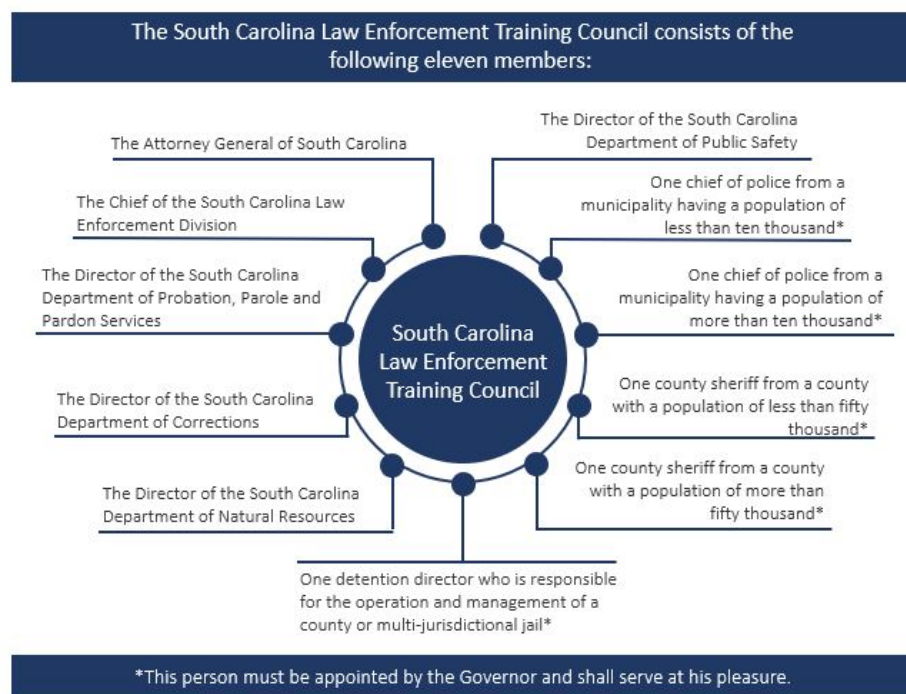 The South Carolina Law Enforcement Training Council consists of the
following eleven members:
The Attorney General of South Carolina
The Chief of the South Carolina Law
Enforcement Division
The Director of the South Carolina
Department of Probation, Parole and
Pardon Services
The Director of the South Carolina
Department of Corrections
The Director of the South Carolina
Department of Natural Resources
South Carolina
Law Enforcement
Training Council
The Director of the South Carolina
Department of Public Safety
One chief of police from a
municipality having a population of
less than ten thousand*
One chief of police from a
municipality having a population of
more than ten thousand*
One county sheriff from a county
with a population of less than fifty
thousand*
One county sheriff from a county
with a population of more than
fifty thousand*
One detention director who is responsible
for the operation and management of a
county or multi-jurisdictional jail*
*This person must be appointed by the Governor and shall serve at his pleasure.